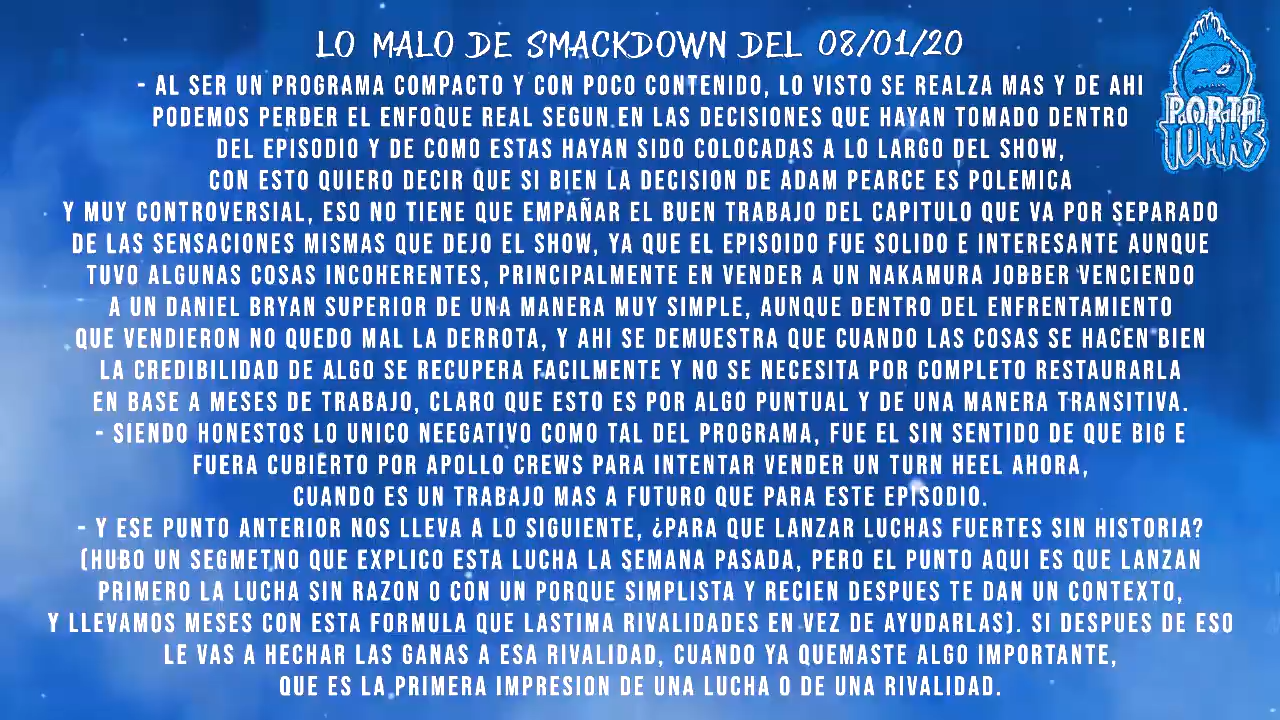 LO MALO DE SMACKDOWN DEL 08/01/20
- AL SER UN PROGRAMA COMPACTO Y CON POCO CONTENIDO, LO VISTO SE REALZA MAS Y DE AHI
PODEMOS PERDER EL ENFOQUE REAL SEGUN EN LAS DECISIONES QUE HAYAN TOMADO DENTRO
DEL EPISODIO Y DE COMO ESTAS HAYAN SIDO COLOCADAS A LO LARGO DEL SHOW,
CON ESTO QUIERO DECIR QUE SI BIEN LA DECISION DE ADAM PEARCE ES POLEMICA
Y MUY CONTROVERSIAL, ESO NO TIENE QUE EMPAÑAR EL BUEN TRABAJO DEL CAPITULO QUE VA POR SEPARADO
DE LAS SENSACIONES MISMAS QUE DEJO EL SHOW, YA QUE EL EPISOIDO FUE SOLIDO E INTERESANTE AUNQUE
TUVO ALGUNAS COSAS INCOHERENTES, PRINCIPALMENTE EN VENDER A UN NAKAMURA JOBBER VENCIENDO
A UN DANIEL BRYAN SUPERIOR DE UNA MANERA MUY SIMPLE, AUNQUE DENTRO DEL ENFRENTAMIENTO
QUE VENDIERON NO QUEDO MAL LA DERROTA, Y AHI SE DEMUESTRA QUE CUANDO LAS COSAS SE HACEN BIEN
LA CREDIBILIDAD DE ALGO SE RECUPERA FACILMENTE Y NO SE NECESITA POR COMPLETO RESTAURARLA
EN BASE A MESES DE TRABAJO, CLARO QUE ESTO ES POR ALGO PUNTUAL Y DE UNA MANERA TRANSITIVA.
- SIENDO HONESTOS LO UNICO NEEGATIVO COMO TAL DEL PROGRAMA, FUE EL SIN SENTIDO DE QUE BIG E
FUERA CUBIERTO POR APOLLO CREWS PARA INTENTAR VENDER UN TURN HEEL AHORA,
CUANDO ES UN TRABAJO MAS A FUTURO QUE PARA ESTE EPISODIO.
- Y ESE PUNTO ANTERIOR NOS LLEVA A LO SIGUIENTE, ¿PARA QUE LANZAR LUCHAS FUERTES SIN HISTORIA?
(HUBO UN SEGMETNO QUE EXPLICO ESTA LUCHA LA SEMANA PASADA, PERO EL PUNTO AQUI ES QUE LANZAN
PRIMERO LA LUCHA SIN RAZON O CON UN PORQUE SIMPLISTA Y RECIEN DESPUES TE DAN UN CONTEXTO,
Y LLEVAMOS MESES CON ESTA FORMULA QUE LASTIMA RIVALIDADES EN VEZ DE AYUDARLAS). SI DESPUES DE ESO
LE VAS A HECHAR LAS GANAS A ESA RIVALIDAD, CUANDO YA QUEMASTE ALGO IMPORTANTE,
QUE ES LA PRIMERA IMPRESION DE UNA LUCHA O DE UNA RIVALIDAD.
PORTA
TOMAS